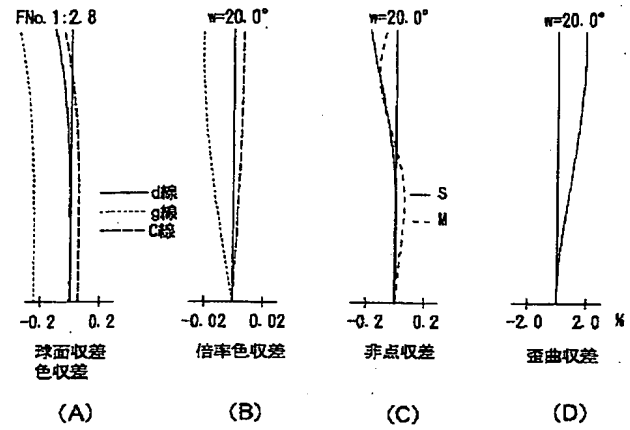 FNo. 1:2.8
w=20.0°
w=20.0°
w=20.0°
d線
g線
C線
S
M
-0.2 0.2
-0.02 0.02
-0.2 0.2
-2.0 2.0 %
球面収差
色収差
倍率色収差
非点収差
歪曲収差
(A)
(B)
(C)
(D)